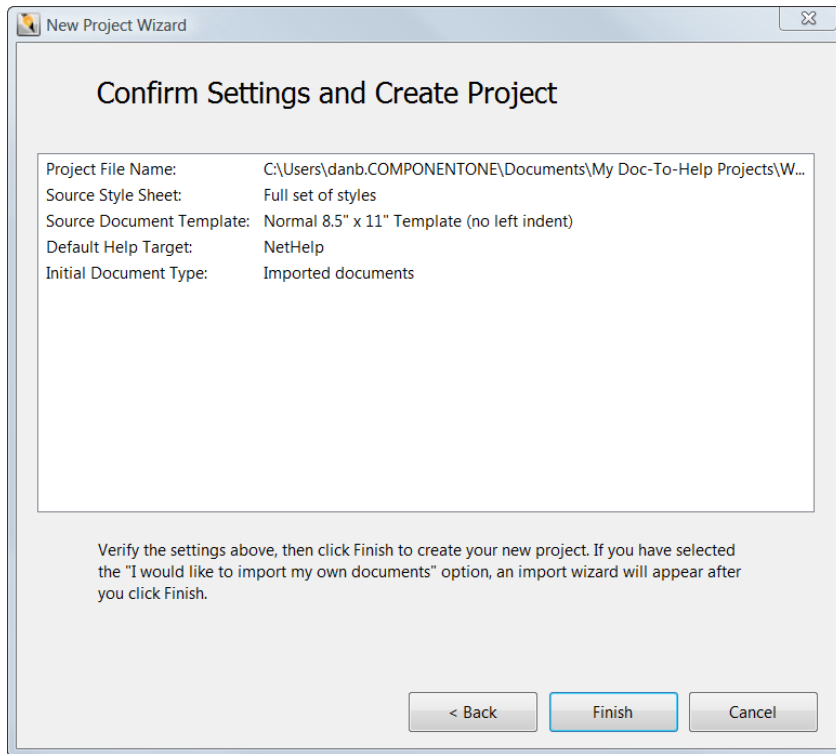 New Project Wizard
Confirm Settings and Create Project
Project File Name: C:\Users\danb.COMPONENTONE\Documents\My Doc-To-Help Projects\W...
Source Style Sheet: Full set of styles
Source Document Template: Normal 8.5" x 11" Template (no left indent)
Default Help Target: NetHelp
Initial Document Type: Imported documents
Verify the settings above, then click Finish to create your new project. If you have selected
the "I would like to import my own documents" option, an import wizard will appear after
you click Finish.
< Back Finish Cancel